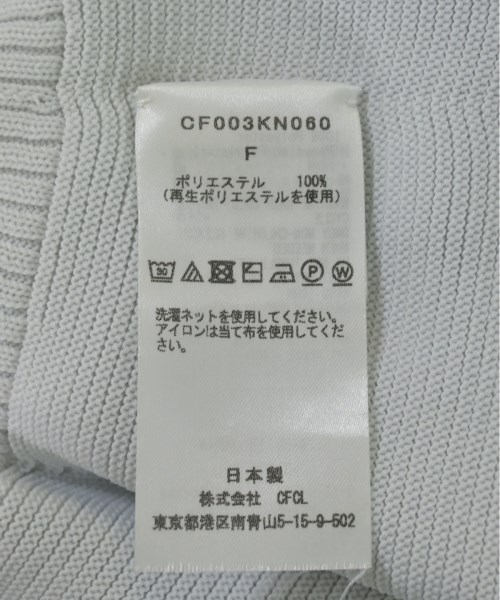 CF003KN060
F
ポリエステル 100%
(再生ポリエステルを使用)
30 P W
洗濯ネットを使用してください。
アイロンは当て布を使用してくだ
さい。
日本製
株式会社 CFCL
東京都港区南青山5-15-9-502